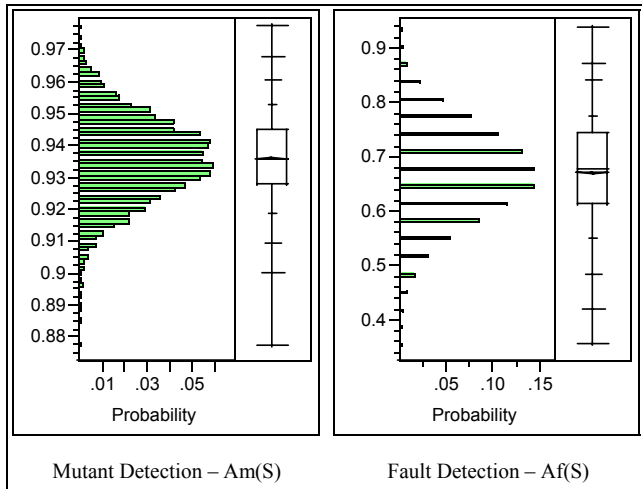 0.97
0.96
0.95
0.94
0.93
0.92
0.91
0.9
0.89
0.88
.01 .03 .05
Probability
Mutant Detection – Am(S)
0.9
0.8
0.7
0.6
0.5
0.4
.05 .10 .15
Probability
Fault Detection – Af(S)